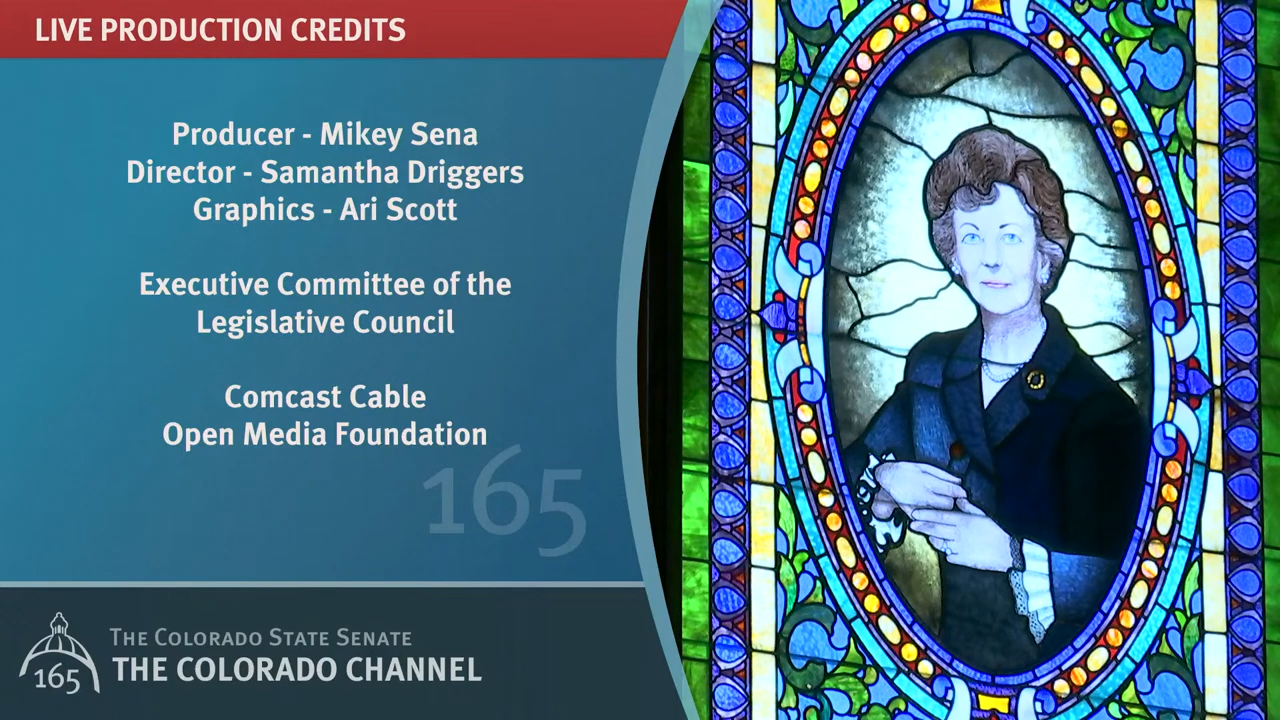 LIVE PRODUCTION CREDITS
Producer - Mikey Sena
Director - Samantha Driggers
Graphics - Ari Scott
Executive Committee of the
Legislative Council
Comcast Cable
Open Media Foundation
165
THE COLORADO STATE SENATE
165 THE COLORADO CHANNEL